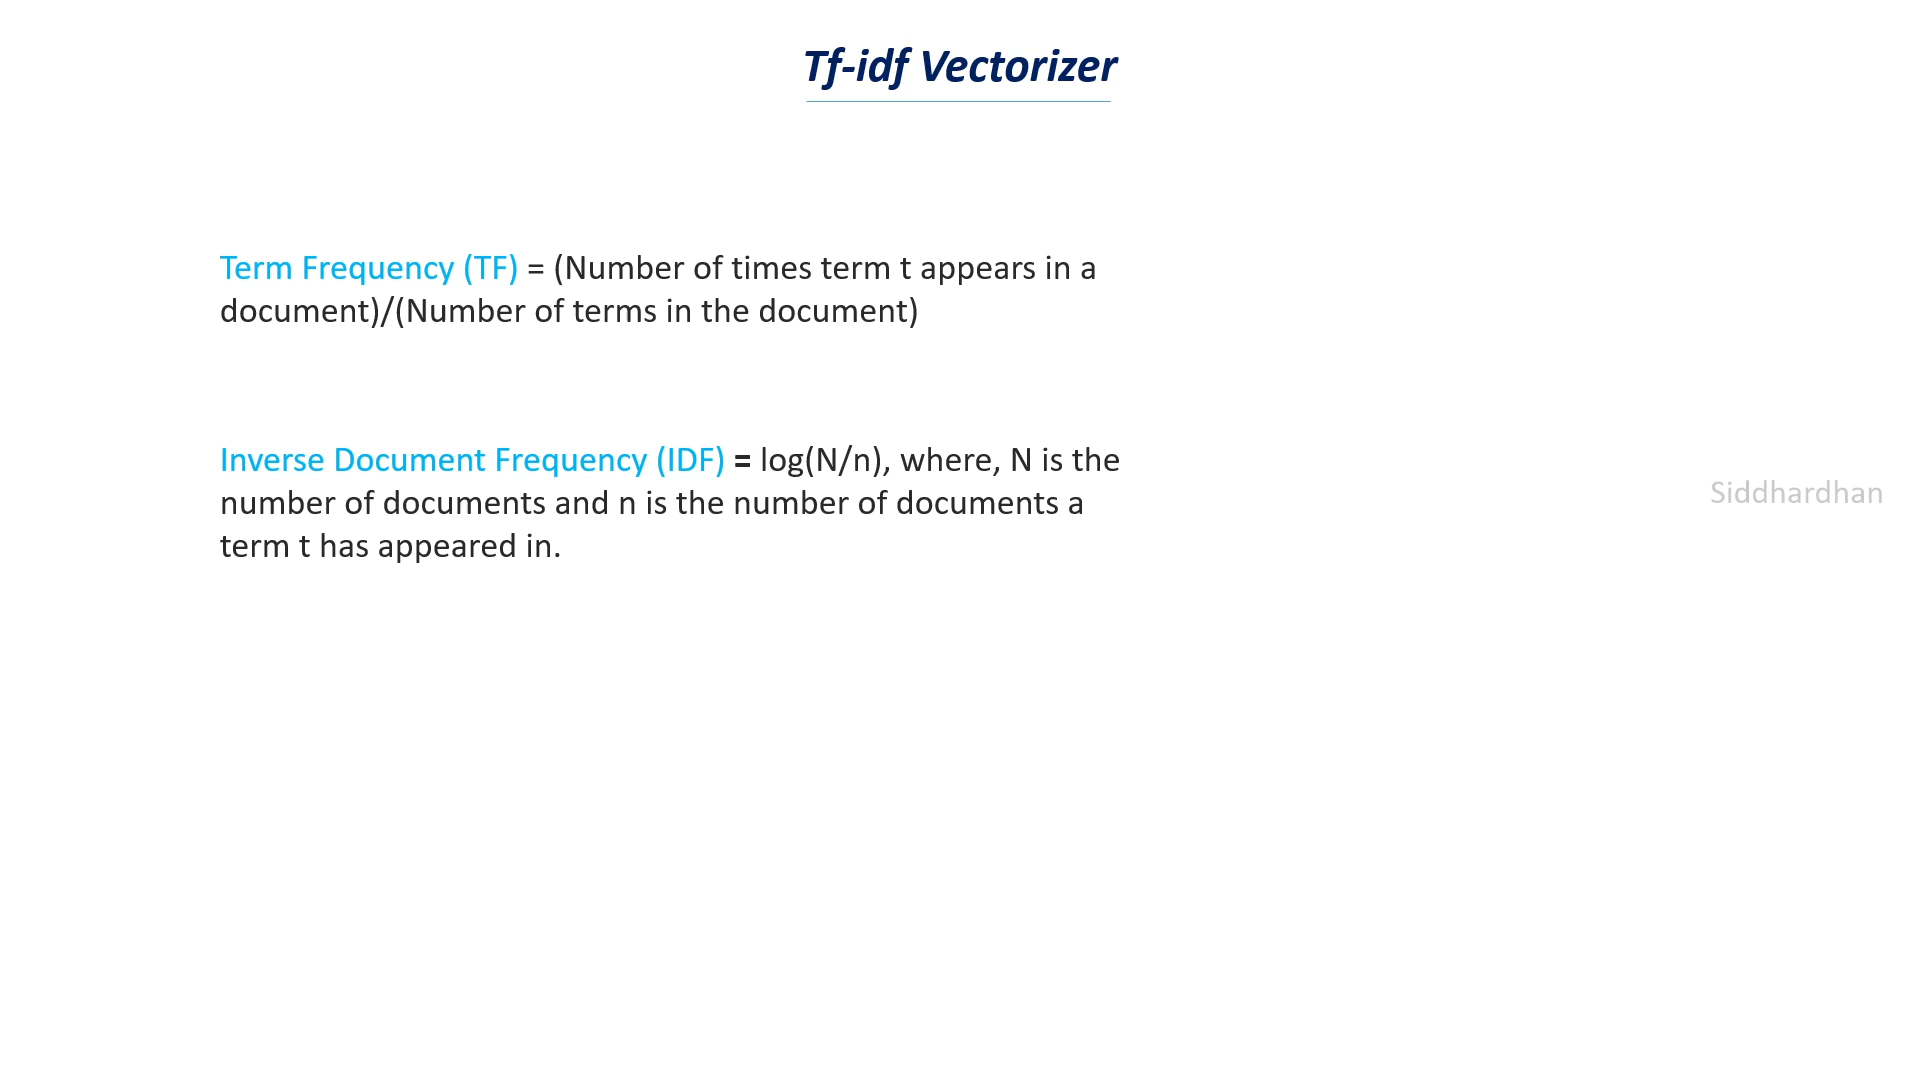 Tf-idf Vectorizer
Term Frequency (TF) = (Number of times term t appears in a
document)/(Number of terms in the document)
Inverse Document Frequency (IDF) = log(N/n), where, N is the
number of documents and n is the number of documents a
term t has appeared in.
Siddhardhan